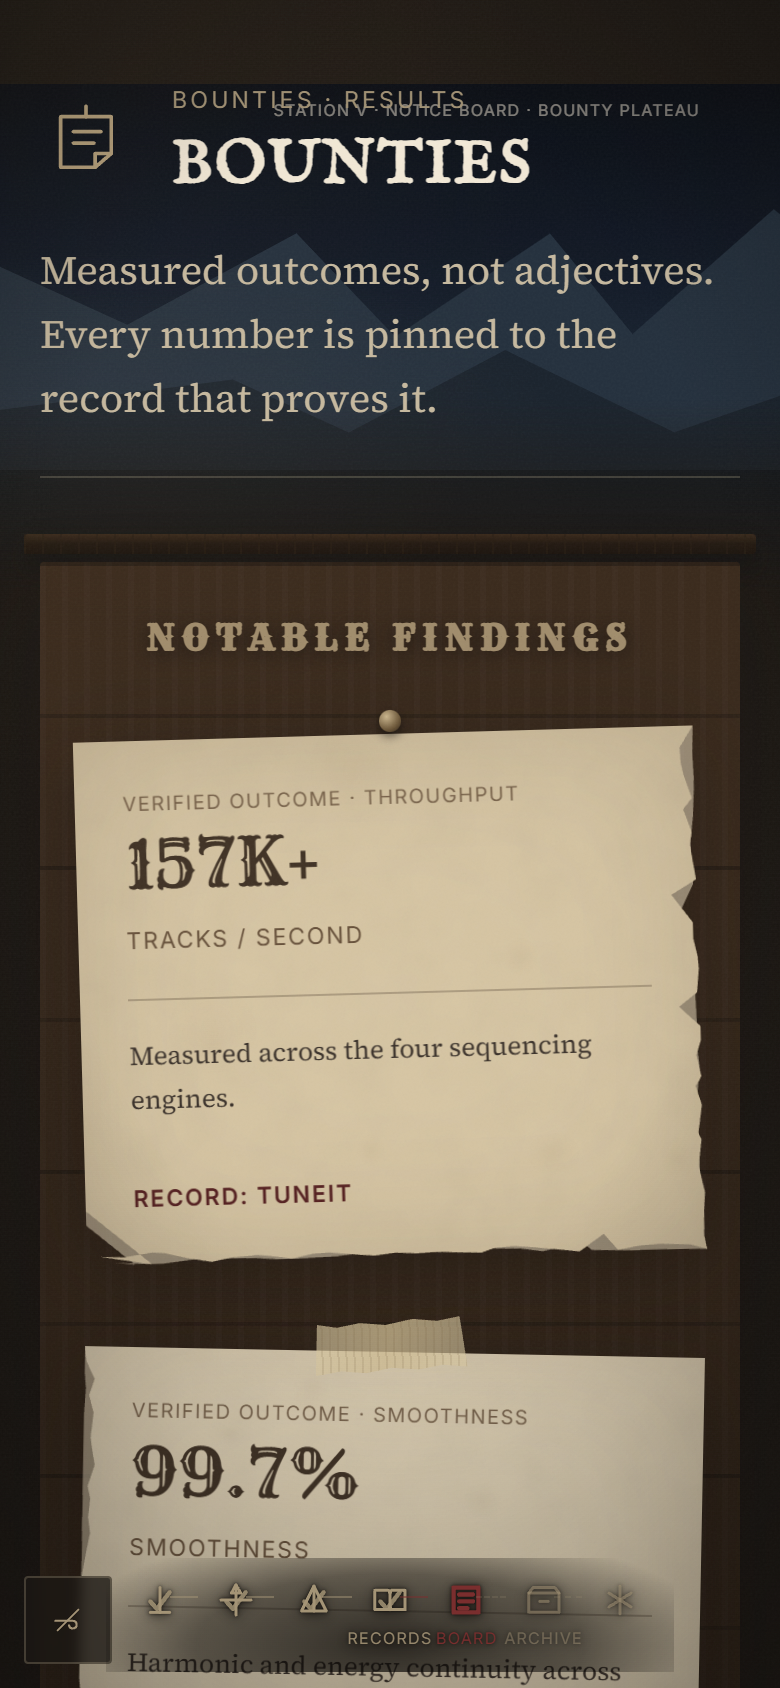 BOUNTIES · RESULTS
STATION V · NOTICE BOARD · BOUNTY PLATEAU
BOUNTIES
Measured outcomes, not adjectives.
Every number is pinned to the
record that proves it.
NOTABLE FINDINGS
VERIFIED OUTCOME · THROUGHPUT
157K+
TRACKS / SECOND
Measured across the four sequencing
engines.
RECORD: TUNEIT
VERIFIED OUTCOME · SMOOTHNESS
99.7%
SMOOTHNESS
RECORDS BOARD ARCHIVE
Harmonic and energy continuity across